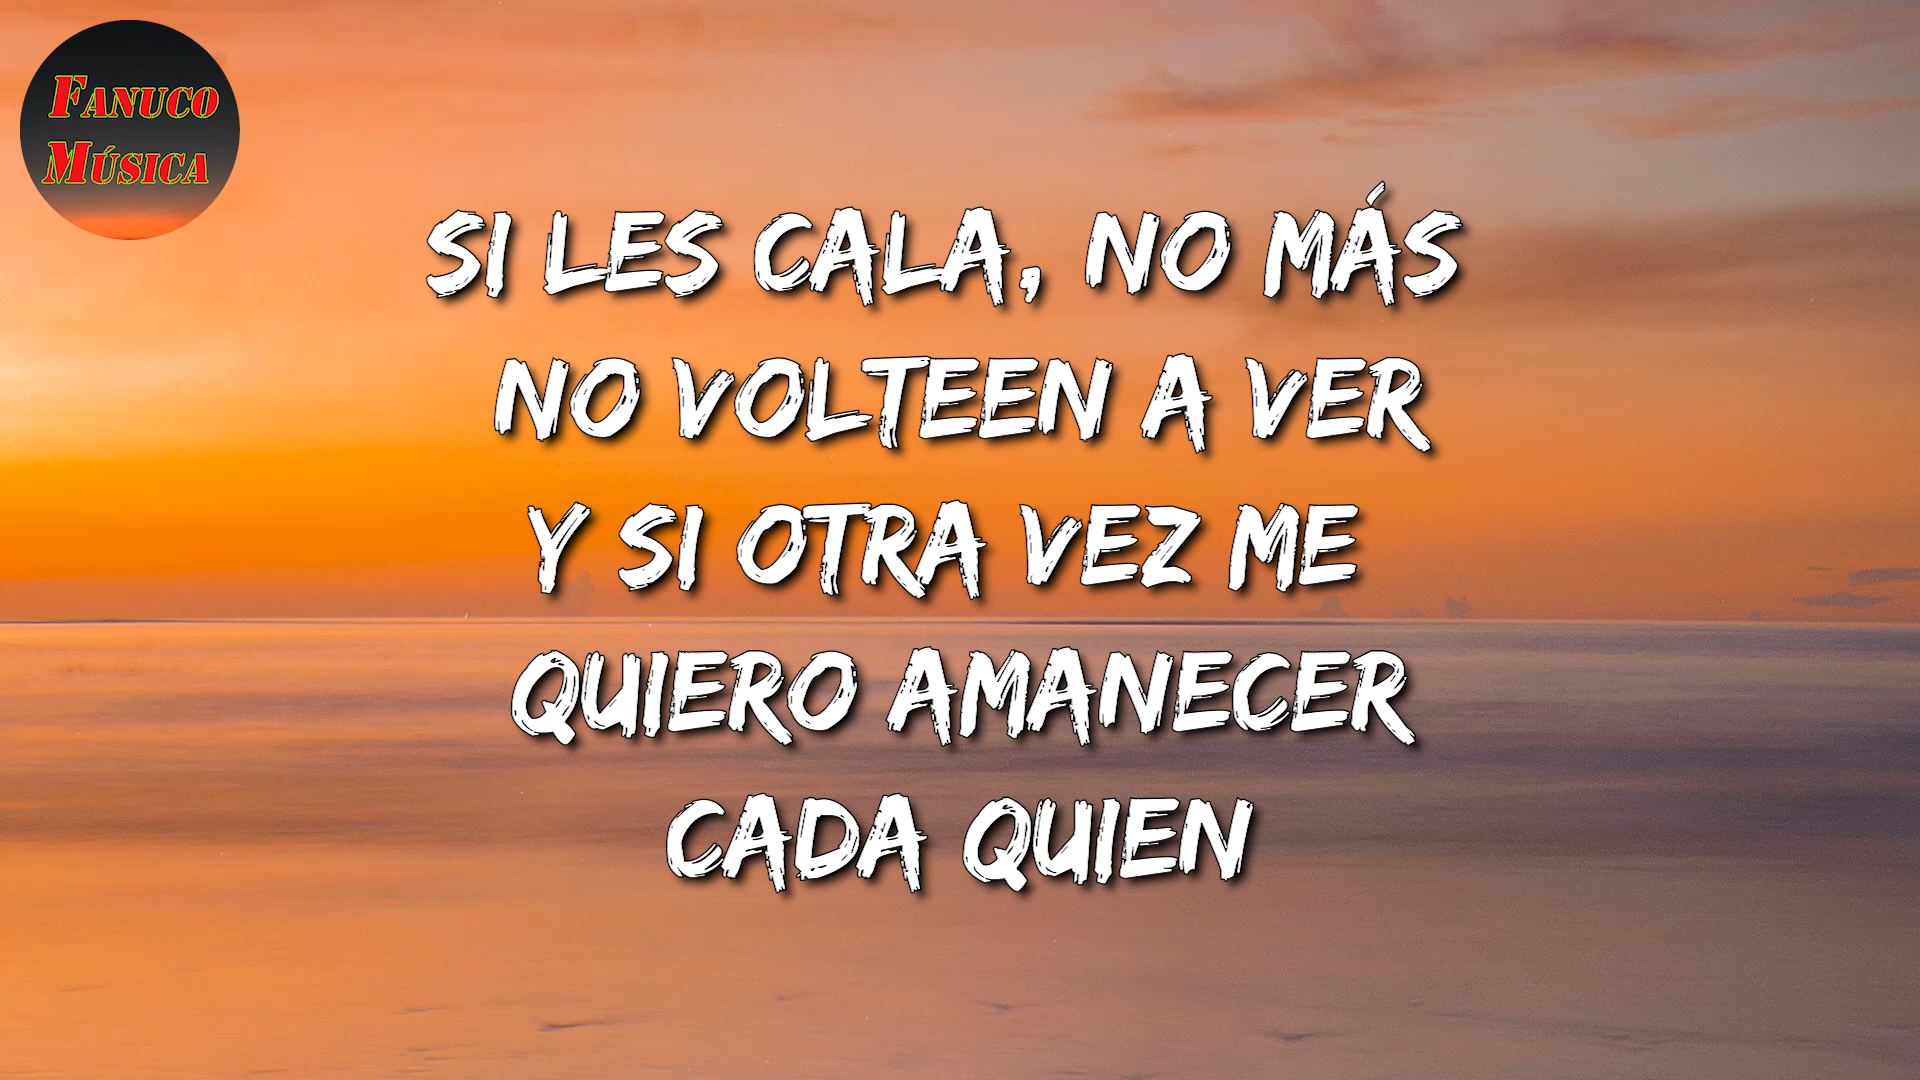 FANUCO
MÚSICA
SI LES CALA, NO MÁS
NO VOLTEEN A VER
Y SI OTRA VEZ ME
QUIERO AMANECER
CADA QUIEN